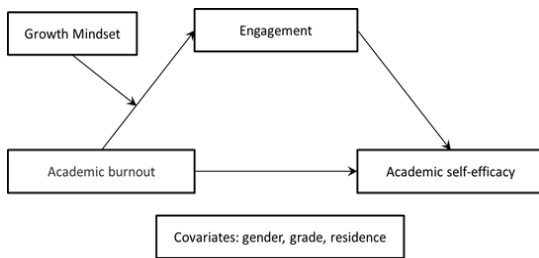 Growth Mindset
Engagement
Academic burnout
Academic self-efficacy
Covariates: gender, grade, residence